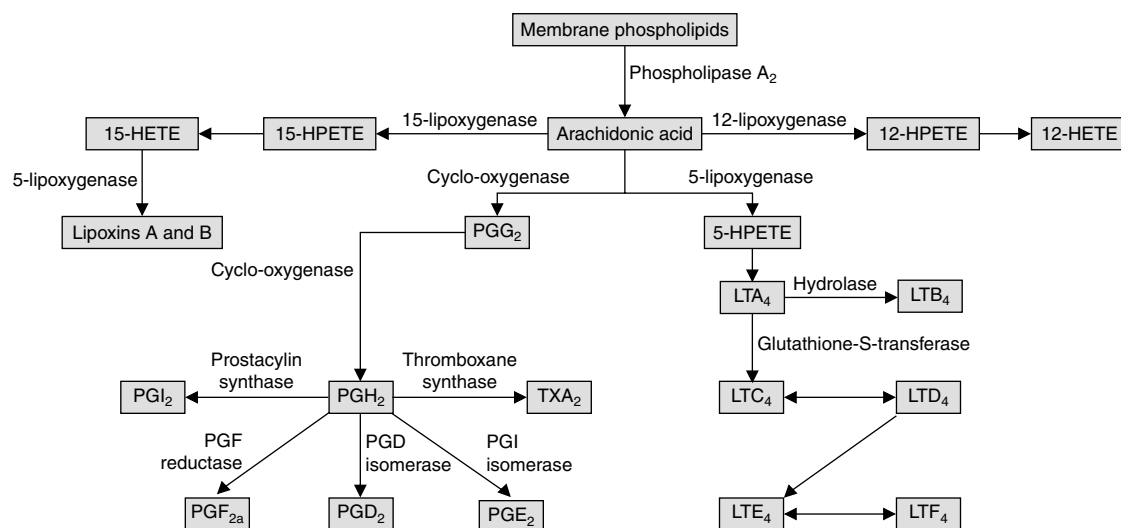 Membrane phospholipids
Phospholipase A₂
15-HETE
15-HPETE
15-lipoxygenase
Arachidonic acid
12-lipoxygenase
12-HPETE
12-HETE
5-lipoxygenase
Cyclo-oxygenase
5-lipoxygenase
Lipoxins A and B
PGG₂
5-HPETE
Cyclo-oxygenase
LTA₄
Hydrolase
LTB₄
Glutathione-S-transferase
Prostacylin
synthase
Thromboxane
synthase
PGI₂
PGH₂
TXA₂
LTC₄
LTD₄
PGF
reductase
PGD
isomerase
PGI
isomerase
PGF₂a
PGD₂
PGE₂
LTE₄
LTF₄